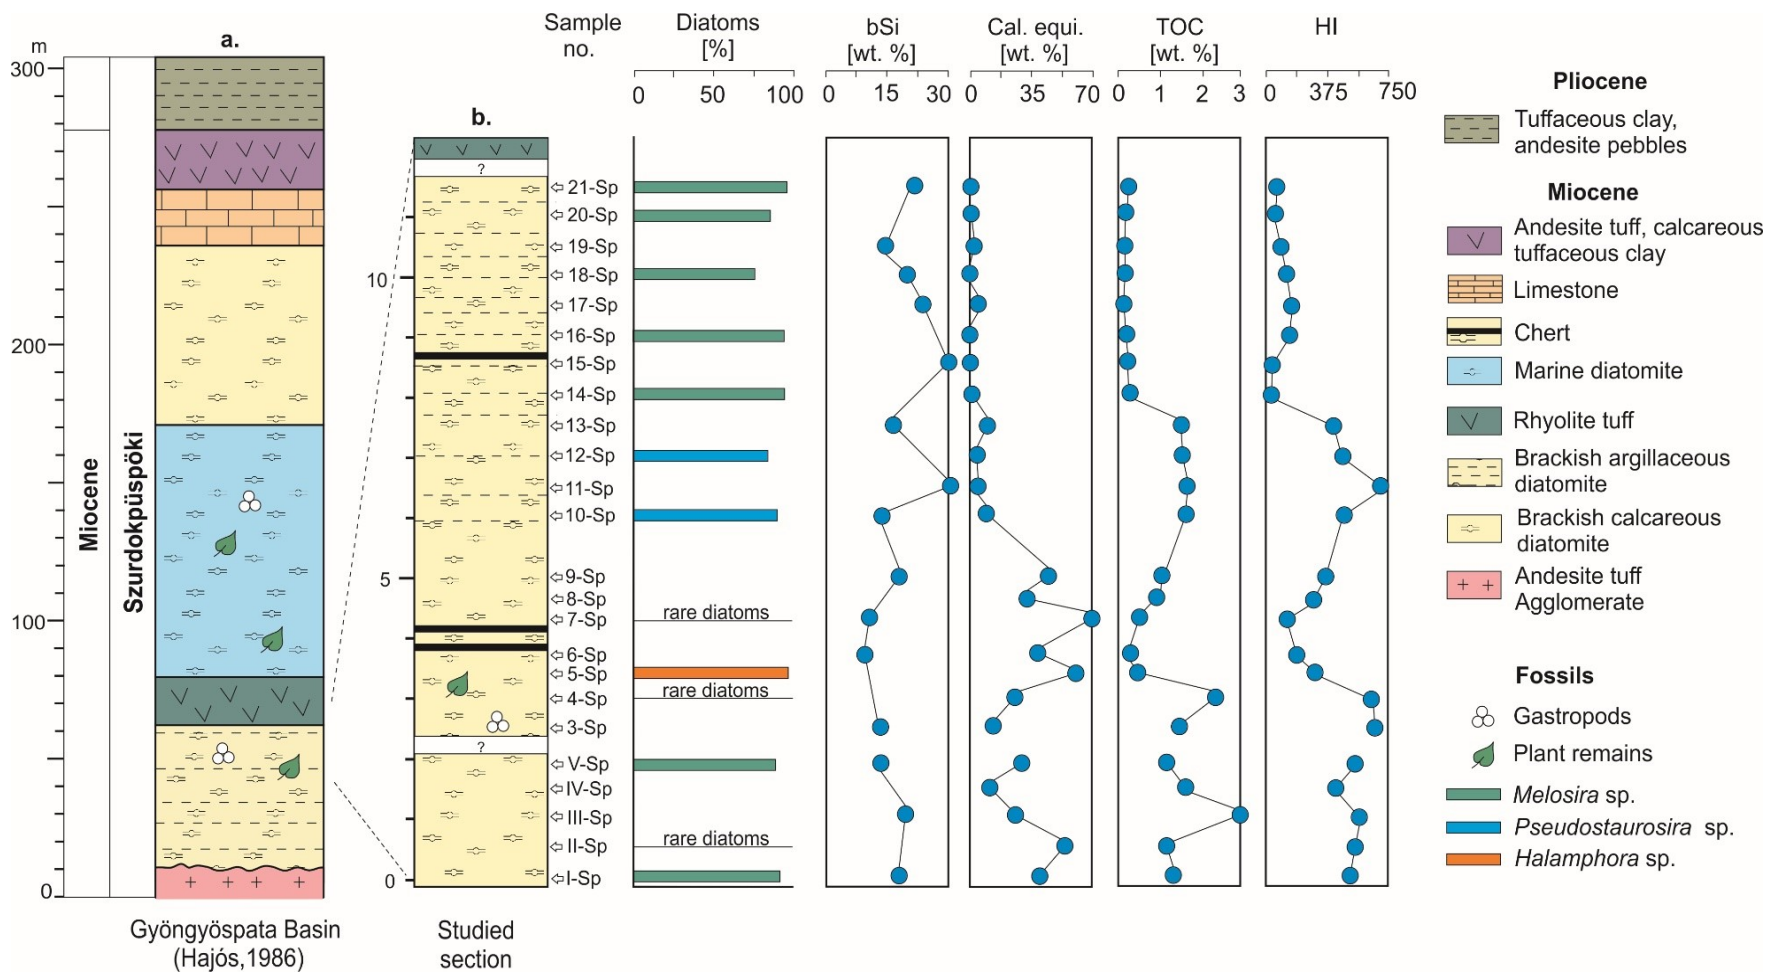 a.
m
300
200
100
0
Miocene
Szurdoküspöki
Gyöngyöspata Basin
(Hajós,1986)
b.
?
10
5
?
0
Studied
section
Sample
no.
21-Sp
20-Sp
19-Sp
18-Sp
17-Sp
16-Sp
15-Sp
14-Sp
13-Sp
12-Sp
11-Sp
10-Sp
9-Sp
8-Sp
7-Sp
6-Sp
5-Sp
4-Sp
3-Sp
V-Sp
IV-Sp
III-Sp
II-Sp
I-Sp
Diatoms
[%]
0 50 100
rare diatoms
rare diatoms
rare diatoms
bSi
[wt. %]
0 15 30
Cal. equi.
[wt. %]
0 35 70
TOC
[wt. %]
0 1 2 3
HI
0 375 750
Pliocene
Tuffaceous clay,
andesite pebbles
Miocene
Andesite tuff, calcareous
tuffaceous clay
Limestone
Chert
Marine diatomite
Rhyolite tuff
Brackish argillaceous
diatomite
Brackish calcareous
diatomite
Andesite tuff
Agglomerate
Fossils
Gastropods
Plant remains
Melosira sp.
Pseudostaurosira sp.
Halamphora sp.